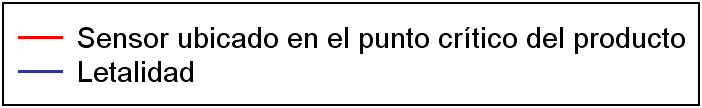 Sensor ubicado en el punto crítico del producto
Letalidad